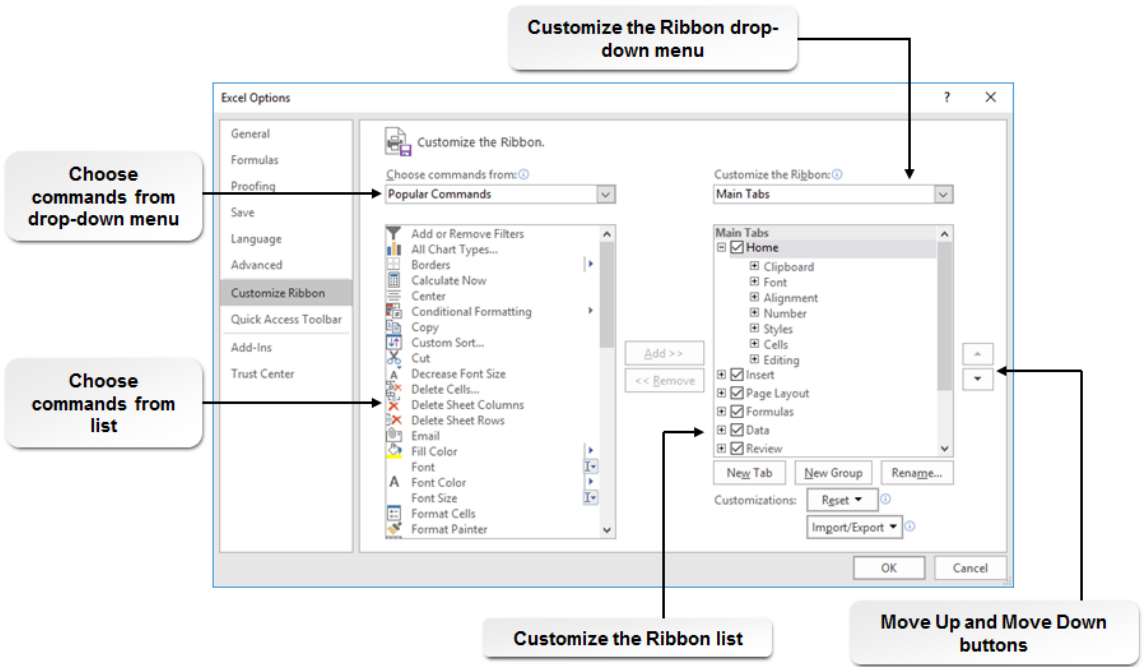 Customize the Ribbon drop-
down menu
Excel Options
?
General
Formulas
Proofing
Save
Language
Advanced
Customize Ribbon
Quick Access Toolbar
Add-Ins
Trust Center
Choose
commands from
drop-down menu
Choose
commands from
list
Customize the Ribbon.
Choose commands from:
Popular Commands
Add or Remove Filters
All Chart Types...
Borders
Calculate Now
Center
Conditional Formatting
Copy
Custom Sort...
Cut
Decrease Font Size
Delete Cells...
Delete Sheet Columns
Delete Sheet Rows
Email
Fill Color
Font
Font Color
Font Size
Format Cells
Format Painter
Add >>
<< Remove
Customize the Ribbon:
Main Tabs
Main Tabs
Home
Clipboard
Font
Alignment
Number
Styles
Cells
Editing
Insert
Page Layout
Formulas
Data
Review
New Tab New Group Rename...
Customizations: Reset
Import/Export
OK Cancel
Customize the Ribbon list
Move Up and Move Down
buttons